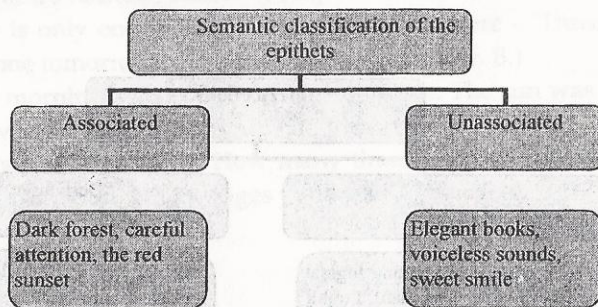 Semantic classification of the
epithets
Associated
Unassociated
Dark forest, careful
attention, the red
sunset
Elegant books,
voiceless sounds,
sweet smile